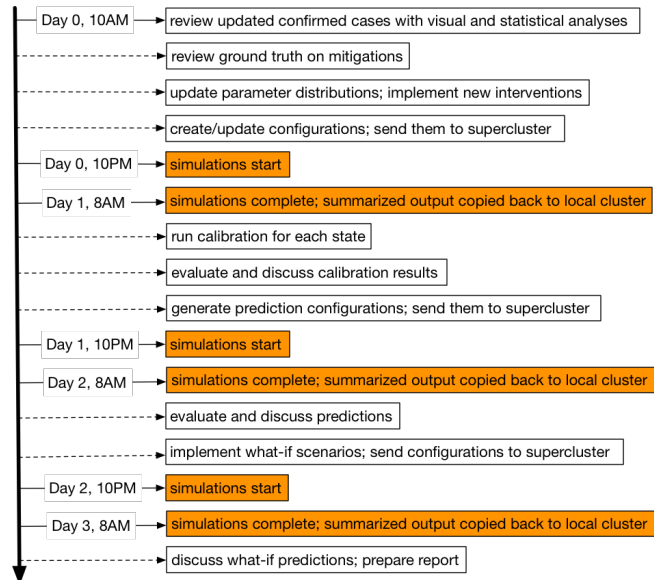 Day 0, 10AM review updated confirmed cases with visual and statistical analyses
review ground truth on mitigations
update parameter distributions; implement new interventions
create/update configurations; send them to supercluster
Day 0, 10PM simulations start
Day 1, 8AM simulations complete; summarized output copied back to local cluster
run calibration for each state
evaluate and discuss calibration results
generate prediction configurations; send them to supercluster
Day 1, 10PM simulations start
Day 2, 8AM simulations complete; summarized output copied back to local cluster
evaluate and discuss predictions
implement what-if scenarios; send configurations to supercluster
Day 2, 10PM simulations start
Day 3, 8AM simulations complete; summarized output copied back to local cluster
discuss what-if predictions; prepare report